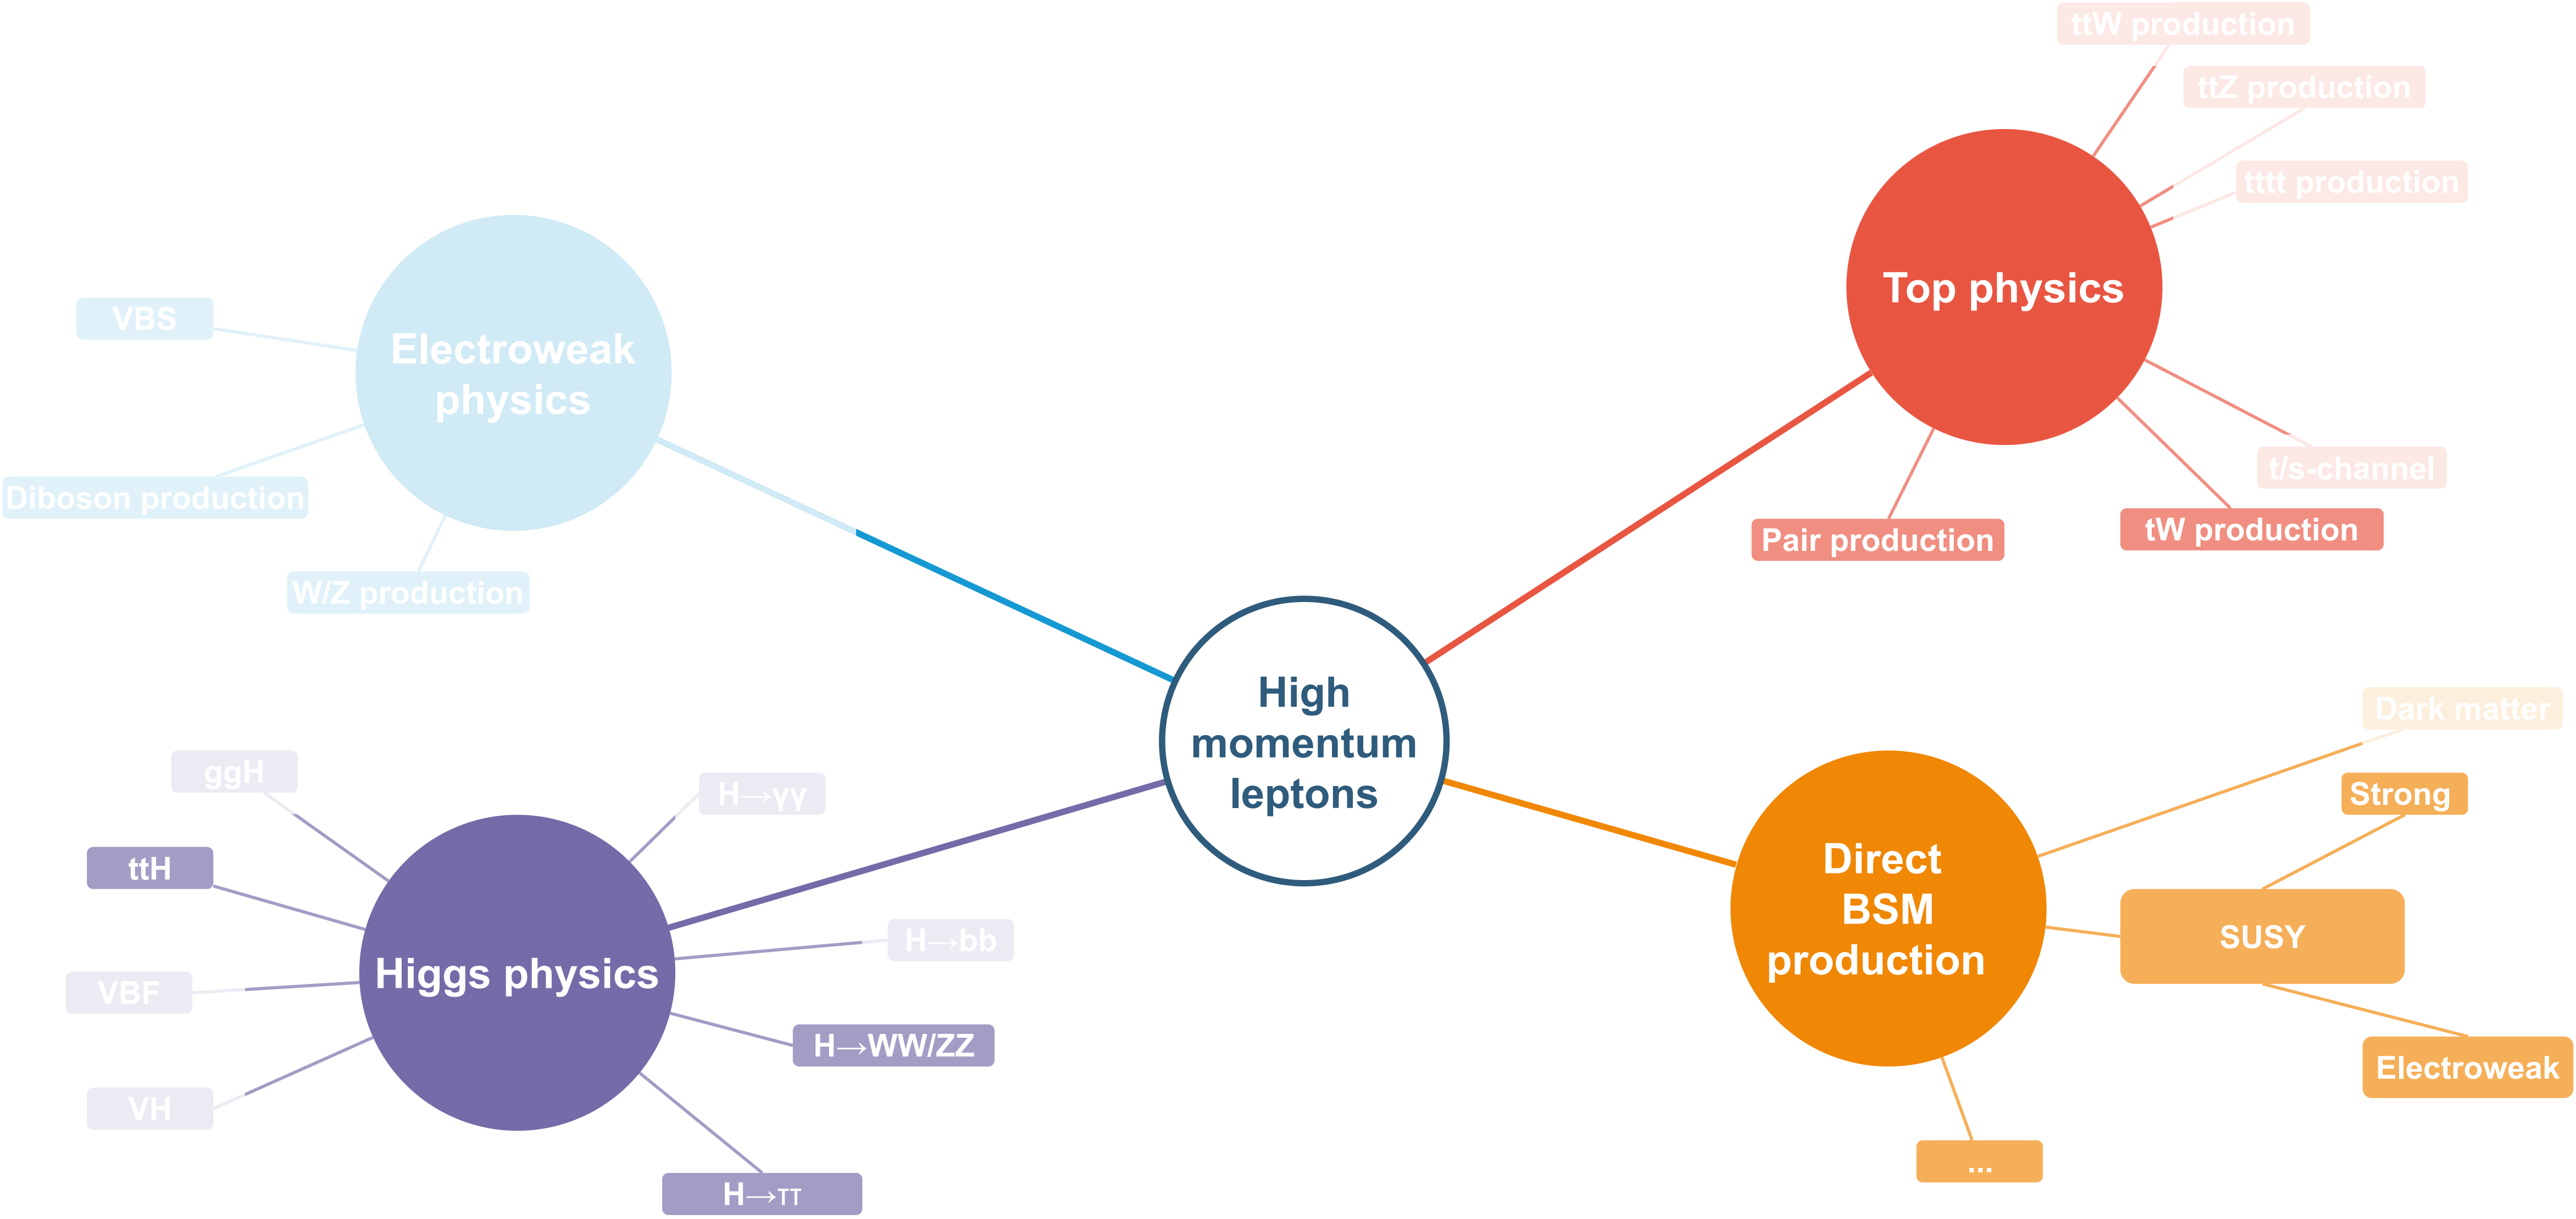 ttW production
ttZ production
tttt production
Top physics
t/s-channel
tW production
Pair production
Electroweak
physics
VBS
Diboson production
W/Z production
High
momentum
leptons
ggH
ttH
VBF
VH
Higgs physics
H→γγ
H→bb
H→WW/ZZ
H→ττ
Direct
BSM
production
Dark matter
Strong
SUSY
Electroweak
...